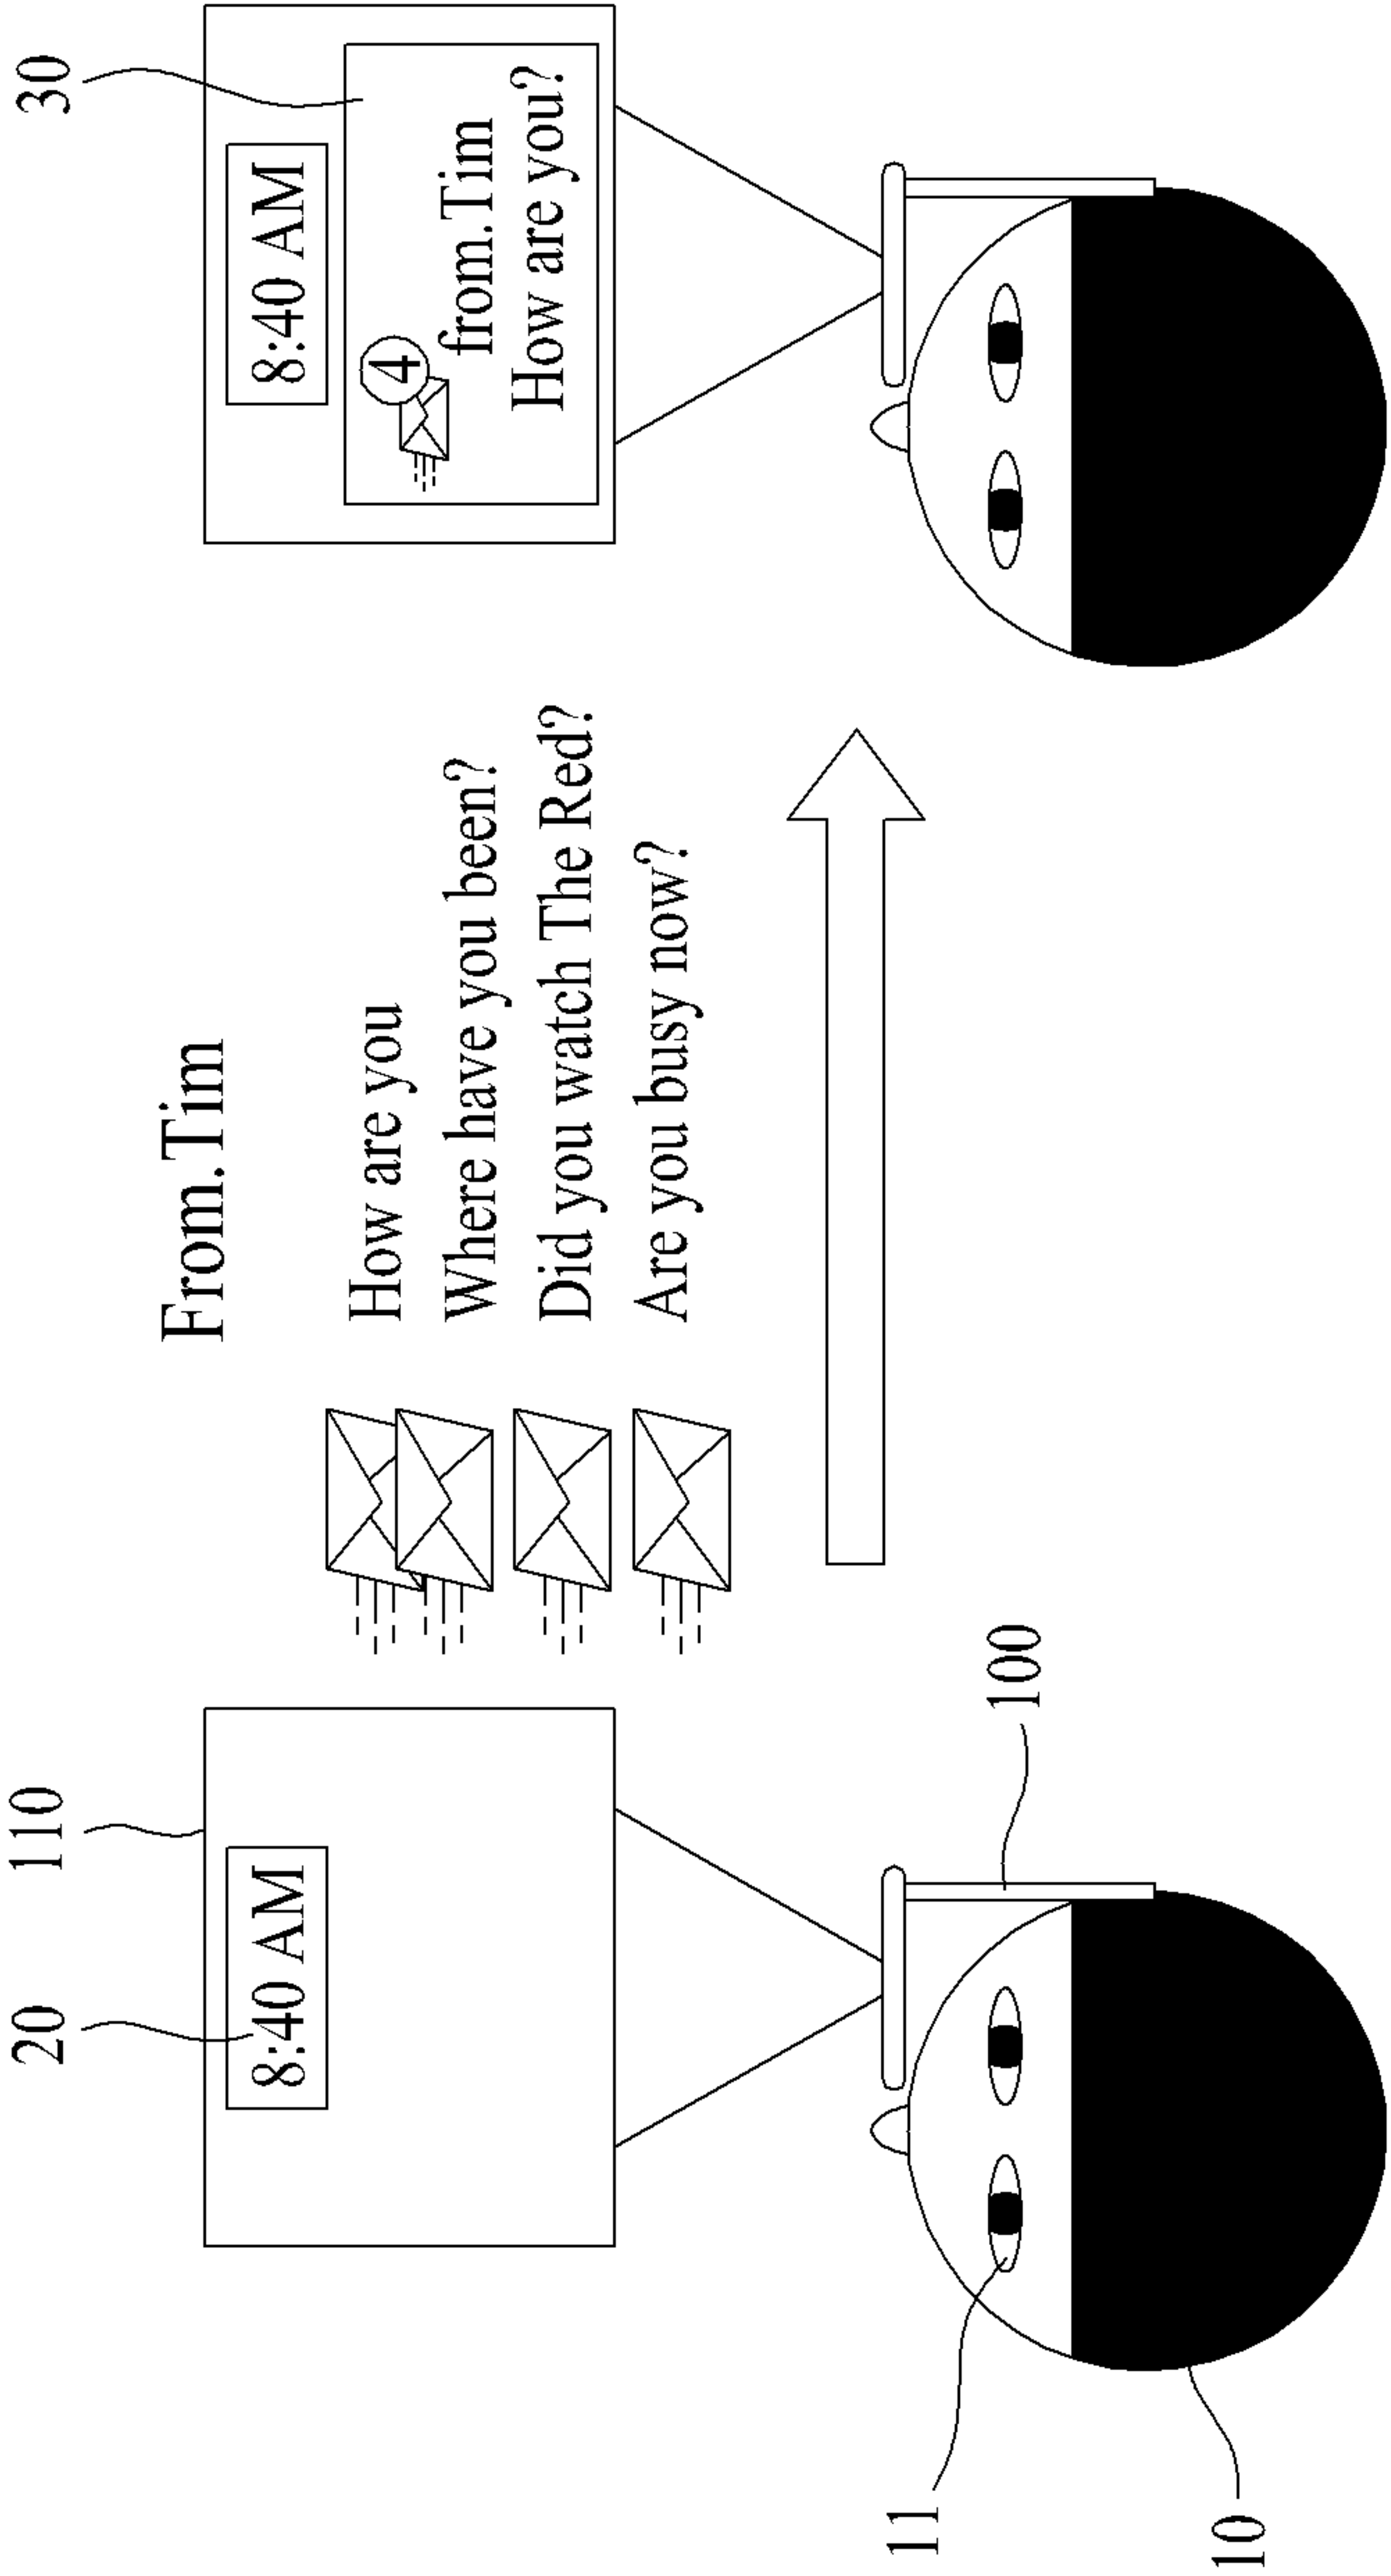 20
110
8:40 AM
11
10
100
From.Tim
How are you
Where have you been?
Did you watch The Red?
Are you busy now?
30
8:40 AM
4
from.Tim
How are you?